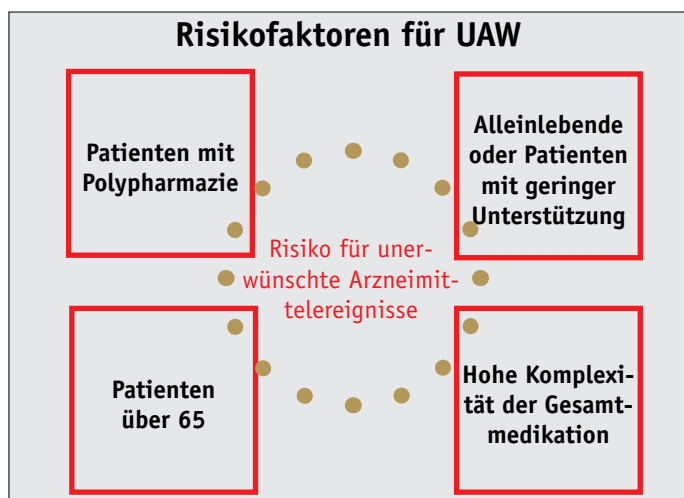 Risikofaktoren für UAW
Patienten mit
Polypharmazie
Alleinlebende
oder Patienten
mit geringer
Unterstützung
Risiko für uner-
wünschte Arzneimit-
telereignisse
Patienten
über 65
Hohe Komplexi-
tät der Gesamt-
medikation